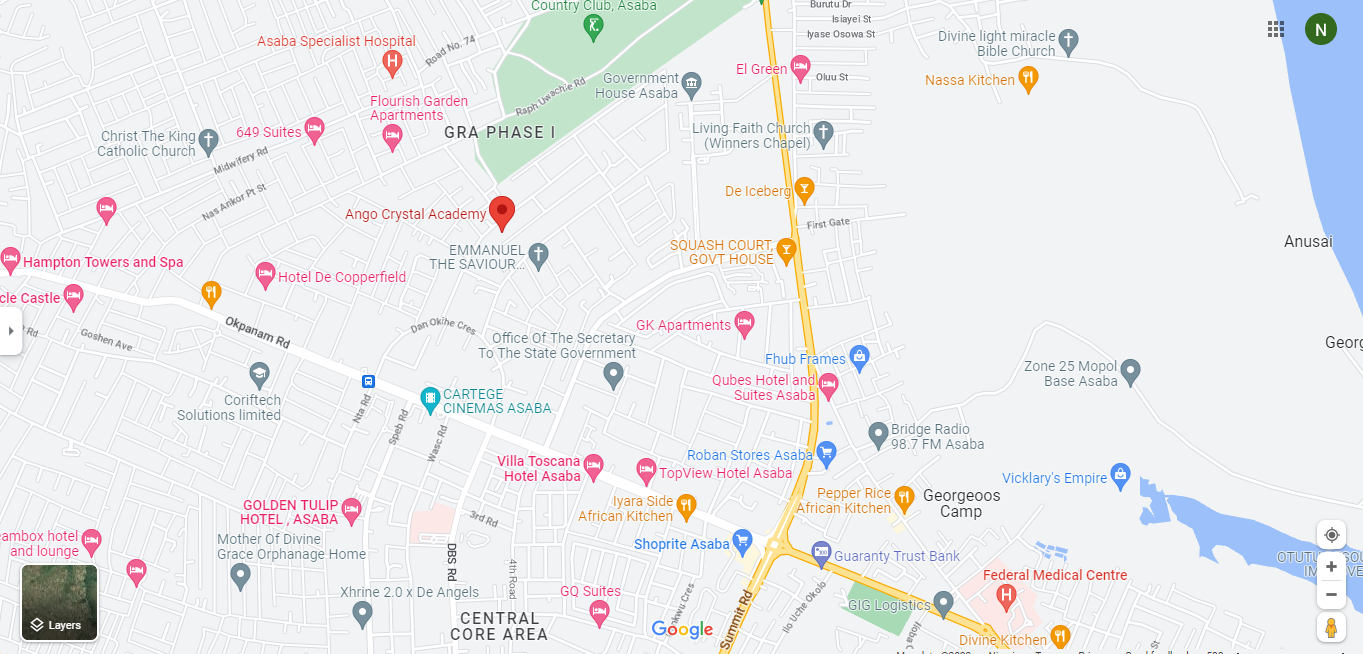 Country Club, Asaba
Burutu Dr
Isiayei St
Iyase Osowa St
Asaba Specialist Hospital
Road No. 74
Divine light miracle
Bible Church
N
El Green
Oluu St
Nassa Kitchen
Government
House Asaba
Raph Uwachie Rd
Flourish Garden
Apartments
649 Suites
GRA PHASE I
Christ The King
Catholic Church
Midwifery Rd
Living Faith Church
(Winners Chapel)
Nas Ankor Pt St
De Iceberg
Ango Crystal Academy
First Gate
EMMANUEL
THE SAVIOUR...
SQUASH COURT,
GOVT HOUSE
Anusai
Hampton Towers and Spa
Hotel De Copperfield
cle Castle
Rd
Goshen Ave
Okpanam Rd
Dan Okihe Cres
GK Apartments
Office Of The Secretary
To The State Government
Georg
Fhub Frames
Zone 25 Mopol
Base Asaba
Qubes Hotel and
Suites Asaba
Coriftech
Solutions limited
CARTEGE
CINEMAS ASABA
Nta Rd
Speb Rd
Wasc Rd
Bridge Radio
98.7 FM Asaba
Roban Stores Asaba
Villa Toscana
Hotel Asaba
TopView Hotel Asaba
Vicklary's Empire
Pepper Rice
African Kitchen
Georgeoos
Camp
Iyara Side
African Kitchen
GOLDEN TULIP
HOTEL , ASABA
3rd Rd
eambox hotel
and lounge
Mother Of Divine
Grace Orphanage Home
DBS Rd
4th Road
Shoprite Asaba
Guaranty Trust Bank
Federal Medical Centre
Xhrine 2.0 x De Angels
GQ Suites
GIG Logistics
Ilo Uche Okolo
Summit Rd
CENTRAL
CORE AREA
Layers
Google
Divine Kitchen